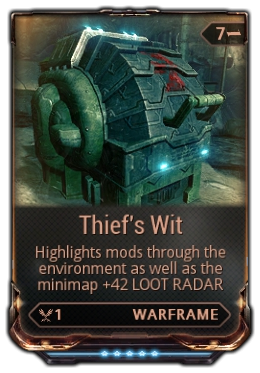 7
Thief's Wit
Highlights mods through the
environment as well as the
minimap +42 LOOT RADAR
1 WARFRAME